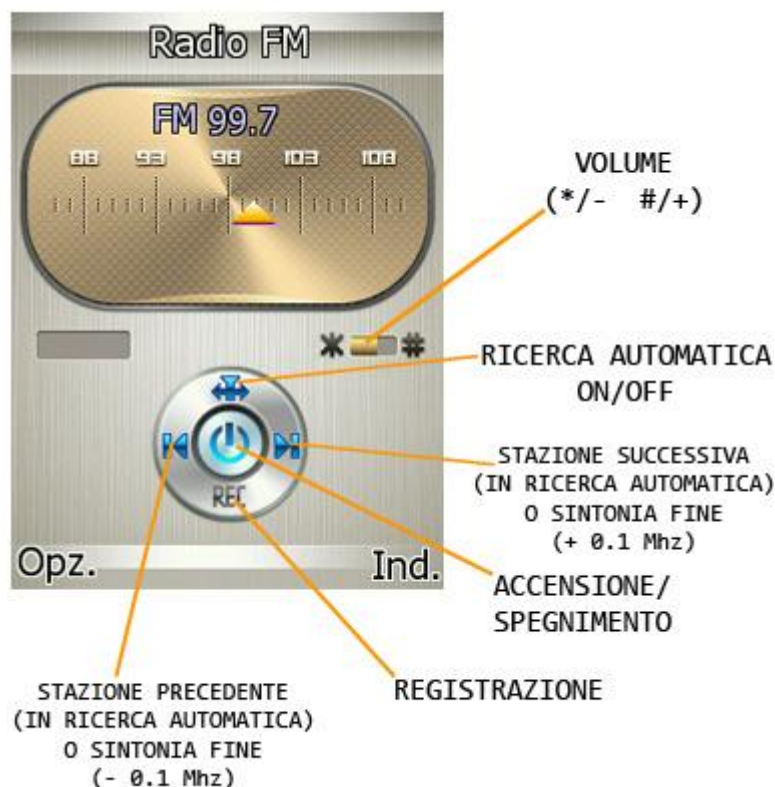 Radio FM
FM 99.7
88 93 98 103 108
VOLUME
(*/- #/+)
* #
RICERCA AUTOMATICA
ON/OFF
STAZIONE SUCCESSIVA
(IN RICERCA AUTOMATICA)
O SINTONIA FINE
(+ 0.1 Mhz)
REC
Opz.
Ind.
ACCENSIONE/
SPEGNIMENTO
STAZIONE PRECEDENTE
(IN RICERCA AUTOMATICA)
O SINTONIA FINE
(- 0.1 Mhz)
REGISTRAZIONE